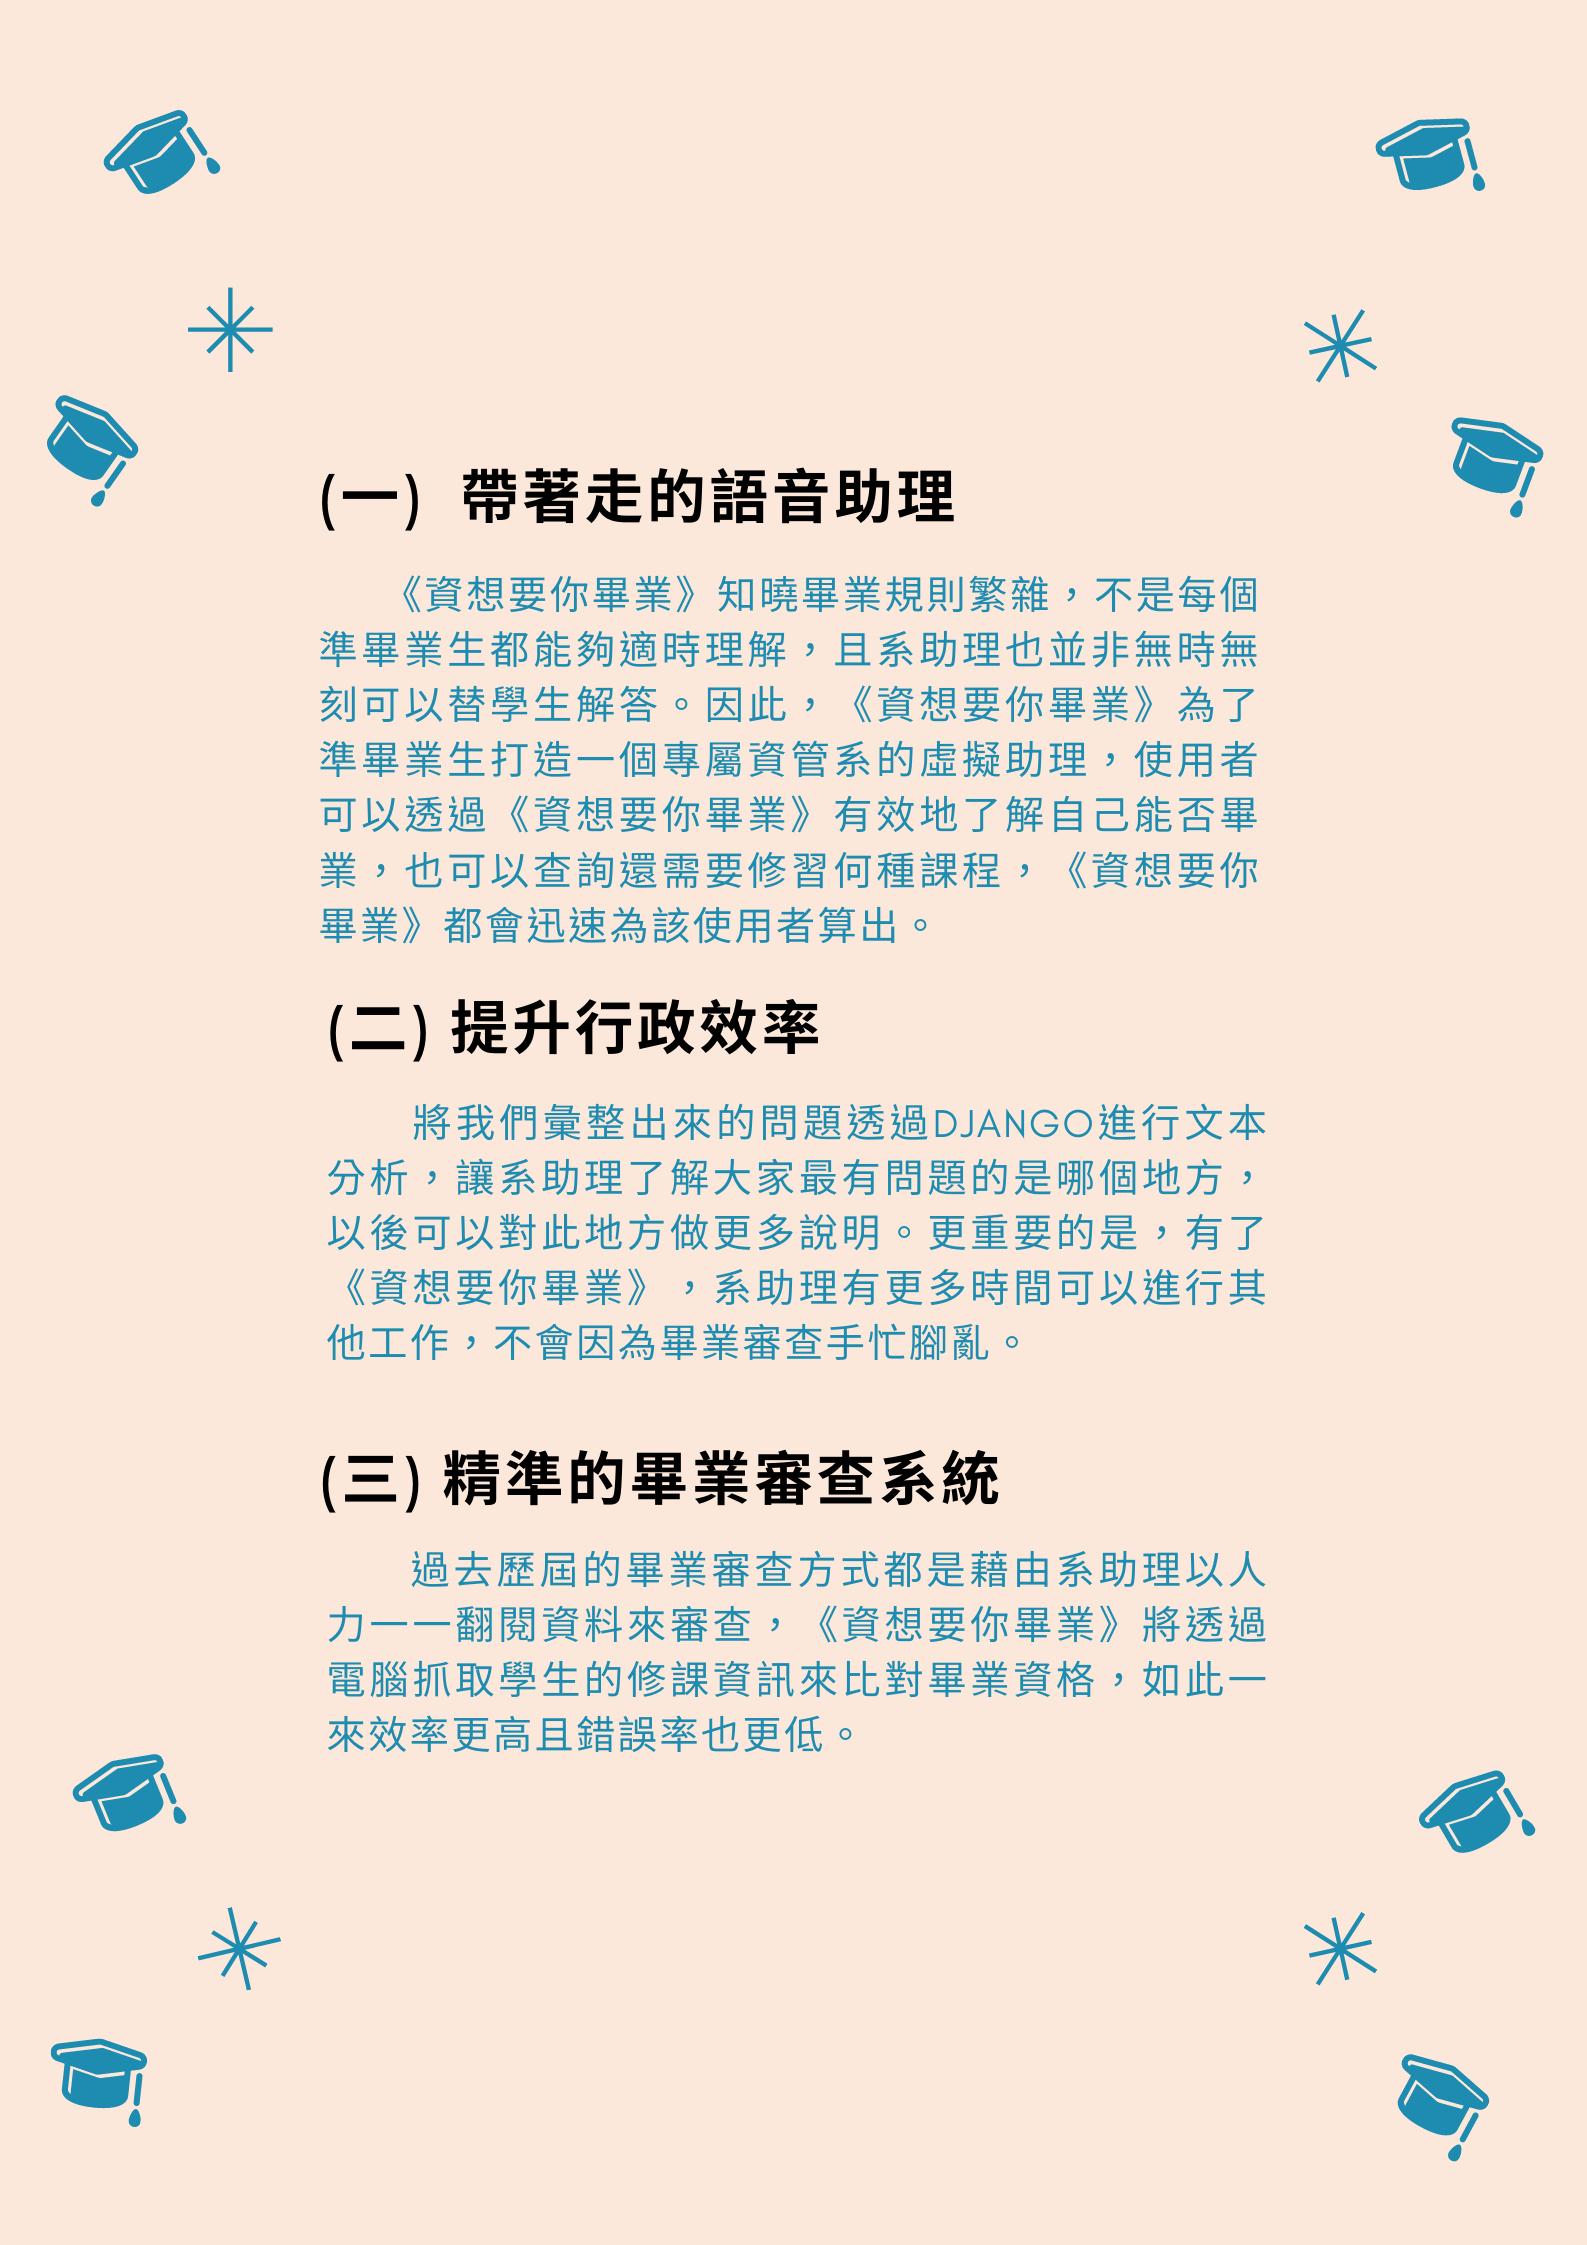 (一) 帶著走的語音助理
《資想要你畢業》知曉畢業規則繁雜，不是每個
準畢業生都能夠適時理解，且系助理也並非無時無
刻可以替學生解答。因此，《資想要你畢業》為了
準畢業生打造一個專屬資管系的虛擬助理，使用者
可以透過《資想要你畢業》有效地了解自己能否畢
業，也可以查詢還需要修習何種課程，《資想要你
畢業》都會迅速為該使用者算出。
(二) 提升行政效率
將我們彙整出來的問題透過DJANGO進行文本
分析，讓系助理了解大家最有問題的是哪個地方，
以後可以對此地方做更多說明。更重要的是，有了
《資想要你畢業》，系助理有更多時間可以進行其
他工作，不會因為畢業審查手忙腳亂。
(三) 精準的畢業審查系統
過去歷屆的畢業審查方式都是藉由系助理以人
力一一翻閱資料來審查，《資想要你畢業》將透過
電腦抓取學生的修課資訊來比對畢業資格，如此一
來效率更高且錯誤率也更低。